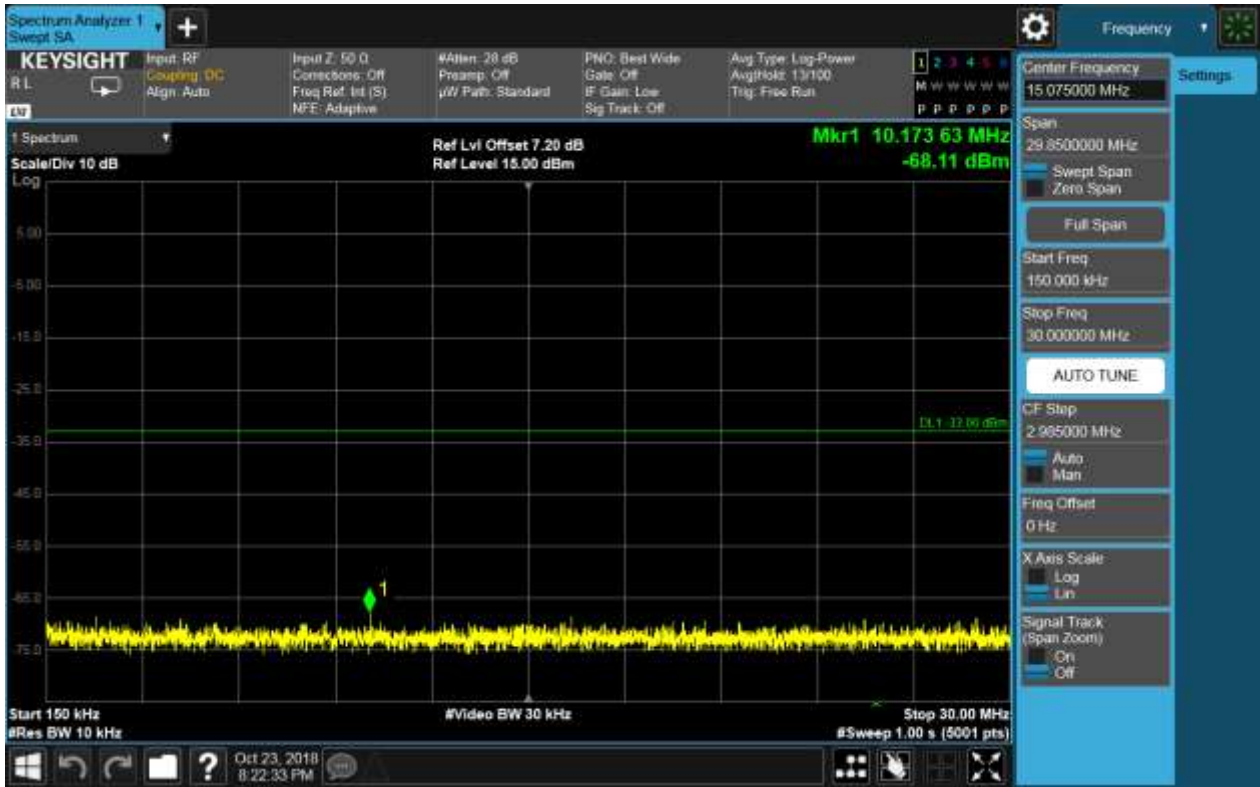 Spectrum Analyzer 1
Swept SA
Frequency
KEYSIGHT
R L
Input: RF
Coupling: DC
Align: Auto
Input Z: 50 Ω
Corrections: Off
Freq Ref: Int (S)
NFE: Adaptive
#Atten: 28 dB
Preamp: Off
µW Path: Standard
PNO: Best Wide
Gate: Off
IF Gain: Low
Sig Track: Off
Avg Type: Log-Power
Avg|Hold: 13/100
Trig: Free Run
1 2 3 4 5 6
M W W W W W
P P P P P P
1 Spectrum
Scale/Div 10 dB
Log
Ref Lvl Offset 7.20 dB
Ref Level 15.00 dBm
Mkr1 10.173 63 MHz
-68.11 dBm
5.00
-5.00
-15.0
-25.0
DL1 -33.00 dBm
-35.0
-45.0
-55.0
1
-65.0
-75.0
Start 150 kHz
#Res BW 10 kHz
#Video BW 30 kHz
Stop 30.00 MHz
#Sweep 1.00 s (5001 pts)
Center Frequency
15.075000 MHz
Settings
Span
29.8500000 MHz
Swept Span
Zero Span
Full Span
Start Freq
150.000 kHz
Stop Freq
30.000000 MHz
AUTO TUNE
CF Step
2.985000 MHz
Auto
Man
Freq Offset
0 Hz
X Axis Scale
Log
Lin
Signal Track
(Span Zoom)
On
Off
?
Oct 23, 2018
8:22:33 PM